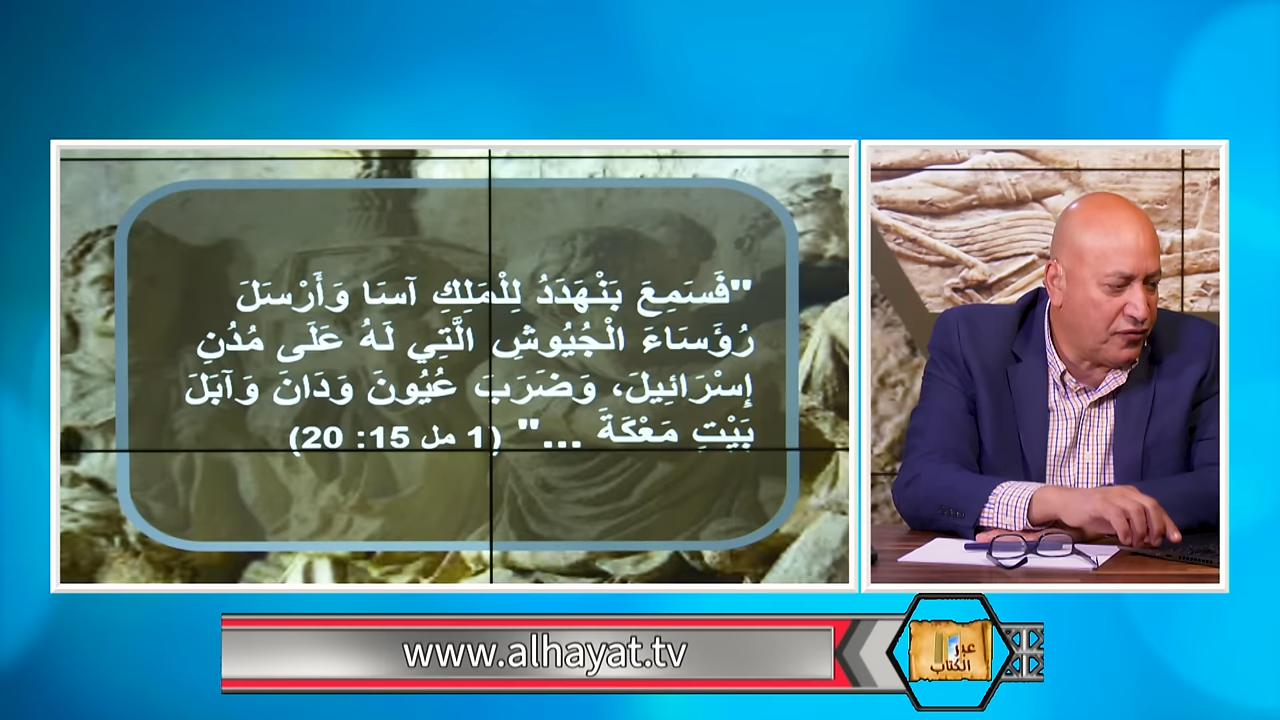 "فَسَمِعَ بَنْهَدَدُ لِلْمَلِكِ آسَا وَأَرْسَلَ
رُؤَسَاءَ الْجُيُوشِ الَّتِي لَهُ عَلَى مُدُنِ
إِسْرَائِيلَ، وَضَرَبَ عُيُونَ وَدَانَ وَآبَلَ
بَيْتِ مَعْكَةَ ..." (1 مل 15: 20)
www.alhayat.tv
عبر
الكتاب